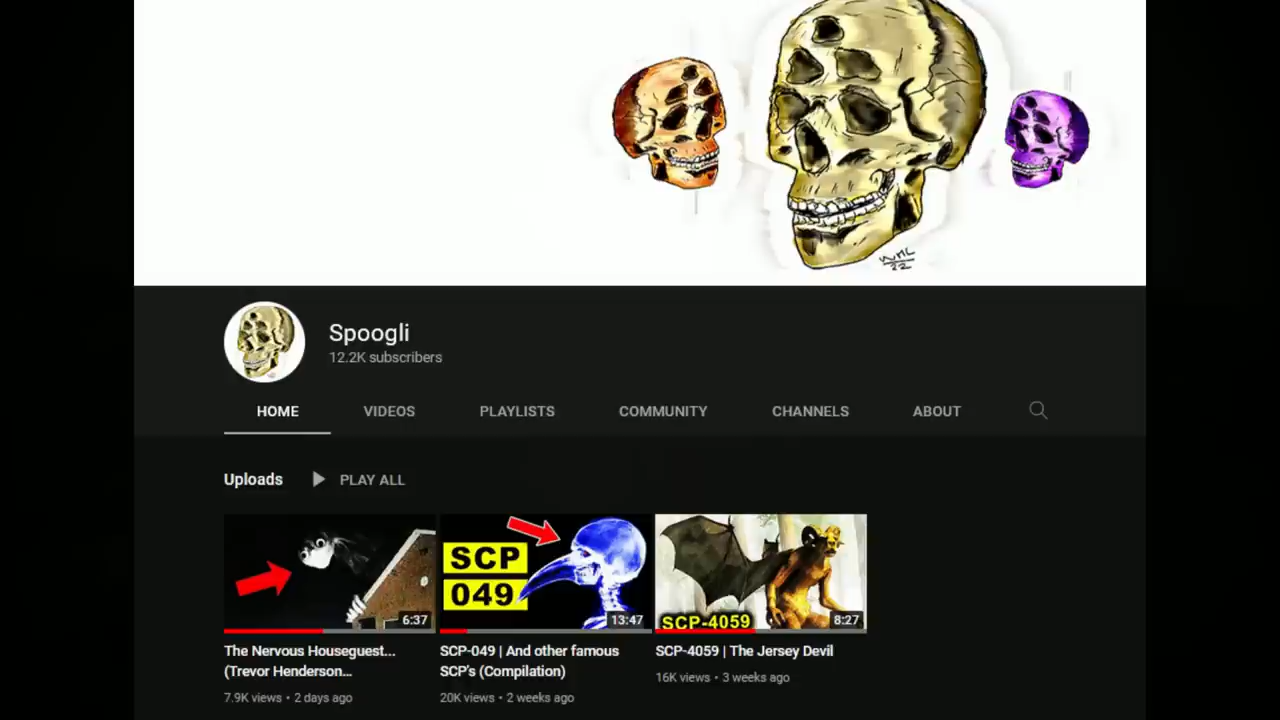 WML
22
Spoogli
12.2K subscribers
HOME VIDEOS PLAYLISTS COMMUNITY CHANNELS ABOUT
Uploads PLAY ALL
6:37
SCP
049
13:47
SCP-4059
8:27
The Nervous Houseguest...
(Trevor Henderson...
7.9K views • 2 days ago
SCP-049 | And other famous
SCP's (Compilation)
20K views • 2 weeks ago
SCP-4059 | The Jersey Devil
16K views • 3 weeks ago